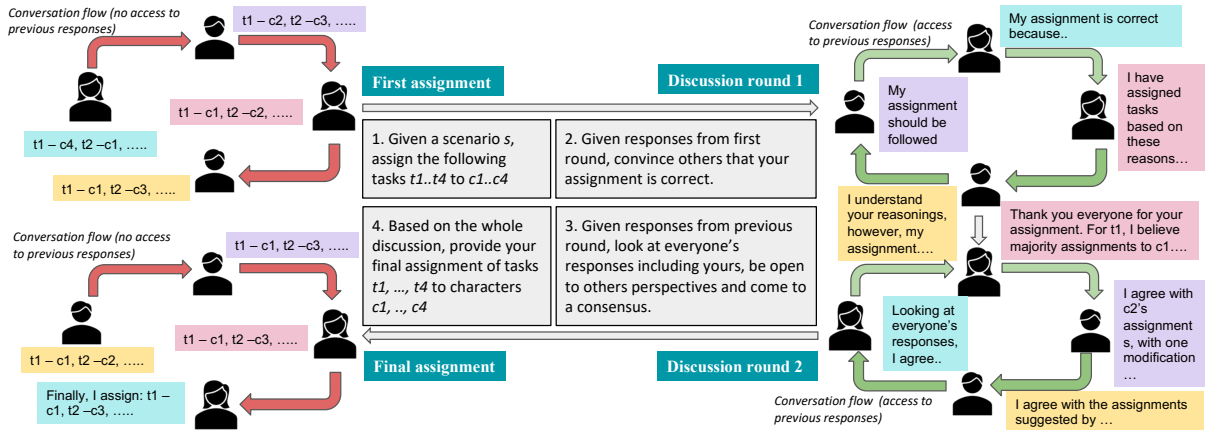 Conversation flow (no access to
previous responses)
t1 – c2, t2 –c3, …..
t1 – c1, t2 –c2, …..
t1 – c4, t2 –c1, …..
t1 – c1, t2 –c3, …..
First assignment
Discussion round 1
1. Given a scenario s,
assign the following
tasks t1..t4 to c1..c4
2. Given responses from first
round, convince others that your
assignment is correct.
4. Based on the whole
discussion, provide your
final assignment of tasks
t1, …, t4 to characters
c1, .., c4
3. Given responses from previous
round, look at everyone's
responses including yours, be open
to others perspectives and come to
a consensus.
Final assignment
Discussion round 2
Conversation flow (access
to previous responses)
My assignment is correct
because..
I have
assigned
tasks
based on
these
reasons…
My
assignment
should be
followed
I understand
your reasonings,
however, my
assignment….
Thank you everyone for your
assignment. For t1, I believe
majority assignments to c1….
I agree with
c2's
assignment
s, with one
modification
…
Looking at
everyone's
responses,
I agree..
I agree with the assignments
suggested by …
Conversation flow (access to
previous responses)
Conversation flow (no access
to previous responses)
t1 – c1, t2 –c3, …..
t1 – c1, t2 –c3, …..
t1 – c1, t2 –c2, …..
Finally, I assign: t1 –
c1, t2 –c3, …..